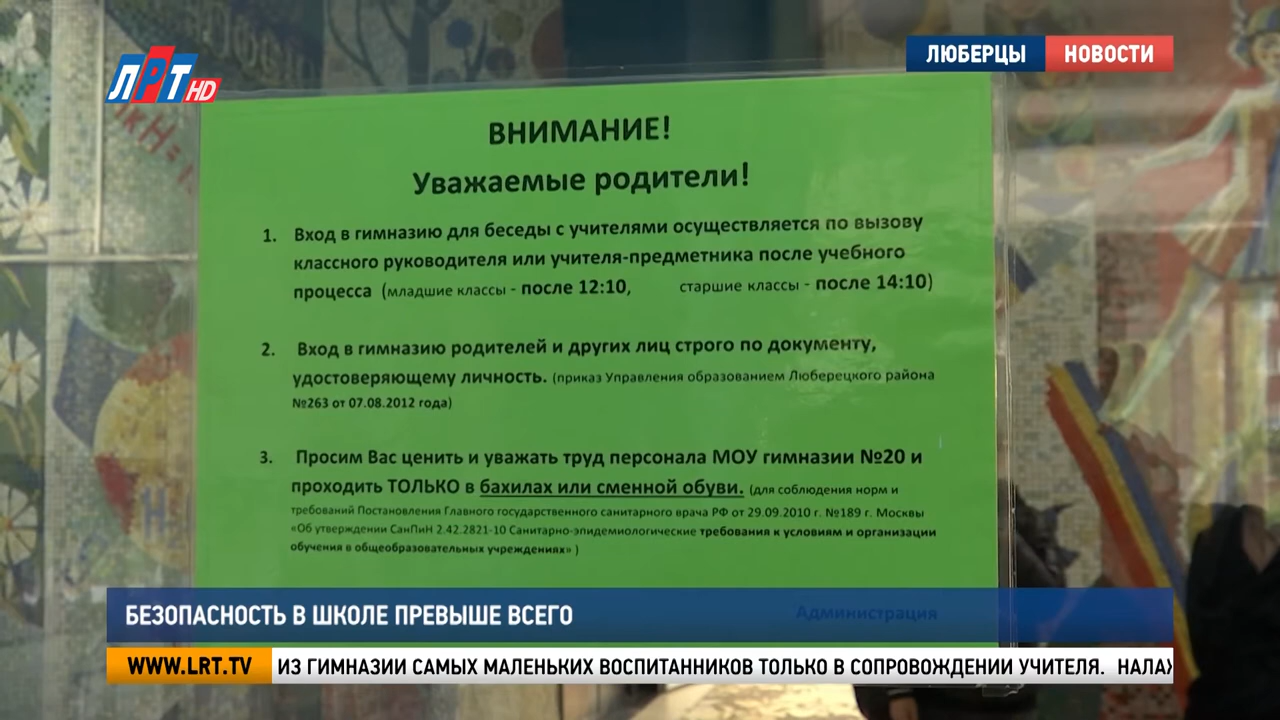 ЛРТ HD
ЛЮБЕРЦЫ НОВОСТИ
ВНИМАНИЕ!
Уважаемые родители!
1. Вход в гимназию для беседы с учителями осуществляется по вызову
классного руководителя или учителя-предметника после учебного
процесса (младшие классы - после 12:10, старшие классы - после 14:10)
2. Вход в гимназию родителей и других лиц строго по документу,
удостоверяющему личность. (приказ Управления образованием Люберецкого района
№263 от 07.08.2012 года)
3. Просим Вас ценить и уважать труд персонала МОУ гимназии №20 и
проходить ТОЛЬКО в бахилах или сменной обуви. (для соблюдения норм и
требований Постановления Главного государственного санитарного врача РФ от 29.09.2010 г. №189 г. Москвы
«Об утверждении СанПиН 2.42.2821-10 Санитарно-эпидемиологические требования к условиям и организации
обучения в общеобразовательных учреждениях» )
Администрация
БЕЗОПАСНОСТЬ В ШКОЛЕ ПРЕВЫШЕ ВСЕГО
WWW.LRT.TV ИЗ ГИМНАЗИИ САМЫХ МАЛЕНЬКИХ ВОСПИТАННИКОВ ТОЛЬКО В СОПРОВОЖДЕНИИ УЧИТЕЛЯ.